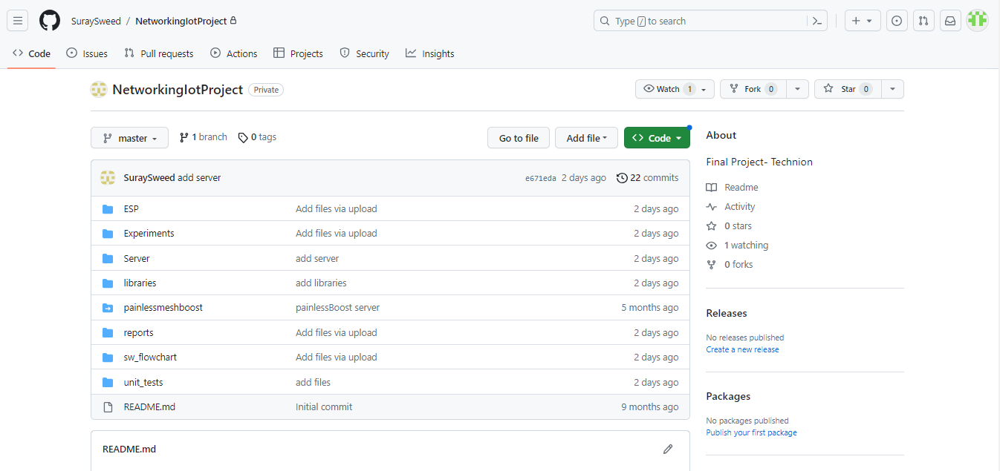 SuraySweed / NetworkingIotProject
Type / to search
Code Issues Pull requests Actions Projects Security Insights
NetworkingIotProject Private
Watch 1 Fork 0 Star 0
master 1 branch 0 tags Go to file Add file Code
SuraySweed add server e671eda 2 days ago 22 commits
ESP Add files via upload 2 days ago
Experiments Add files via upload 2 days ago
Server add server 2 days ago
libraries add libraries 2 days ago
painlessmeshboost painlessBoost server 5 months ago
reports Add files via upload 2 days ago
sw_flowchart Add files via upload 2 days ago
unit_tests add files 2 days ago
README.md Initial commit 9 months ago
README.md
About
Final Project- Technion
Readme
Activity
0 stars
1 watching
0 forks
Releases
No releases published
Create a new release
Packages
No packages published
Publish your first package